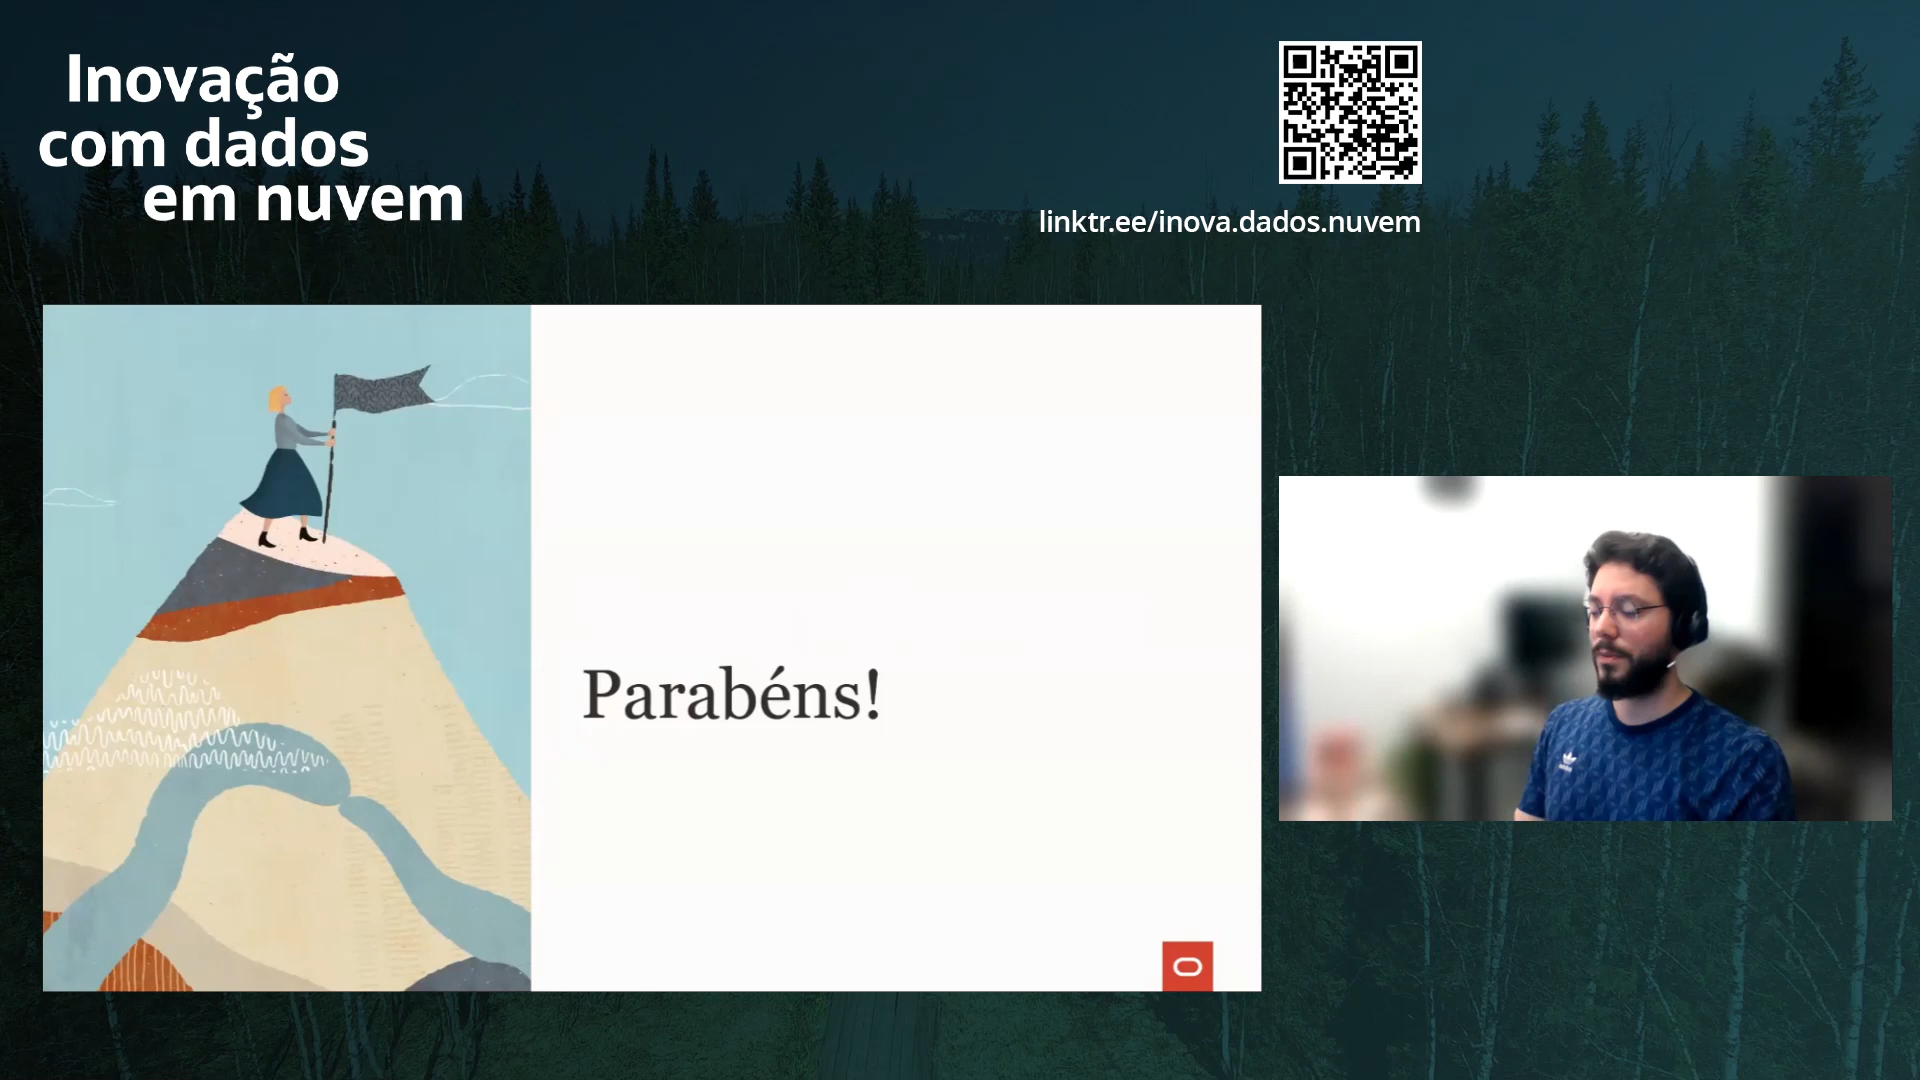 Inovação
com dados
em nuvem
linktr.ee/inova.dados.nuvem
Parabéns!